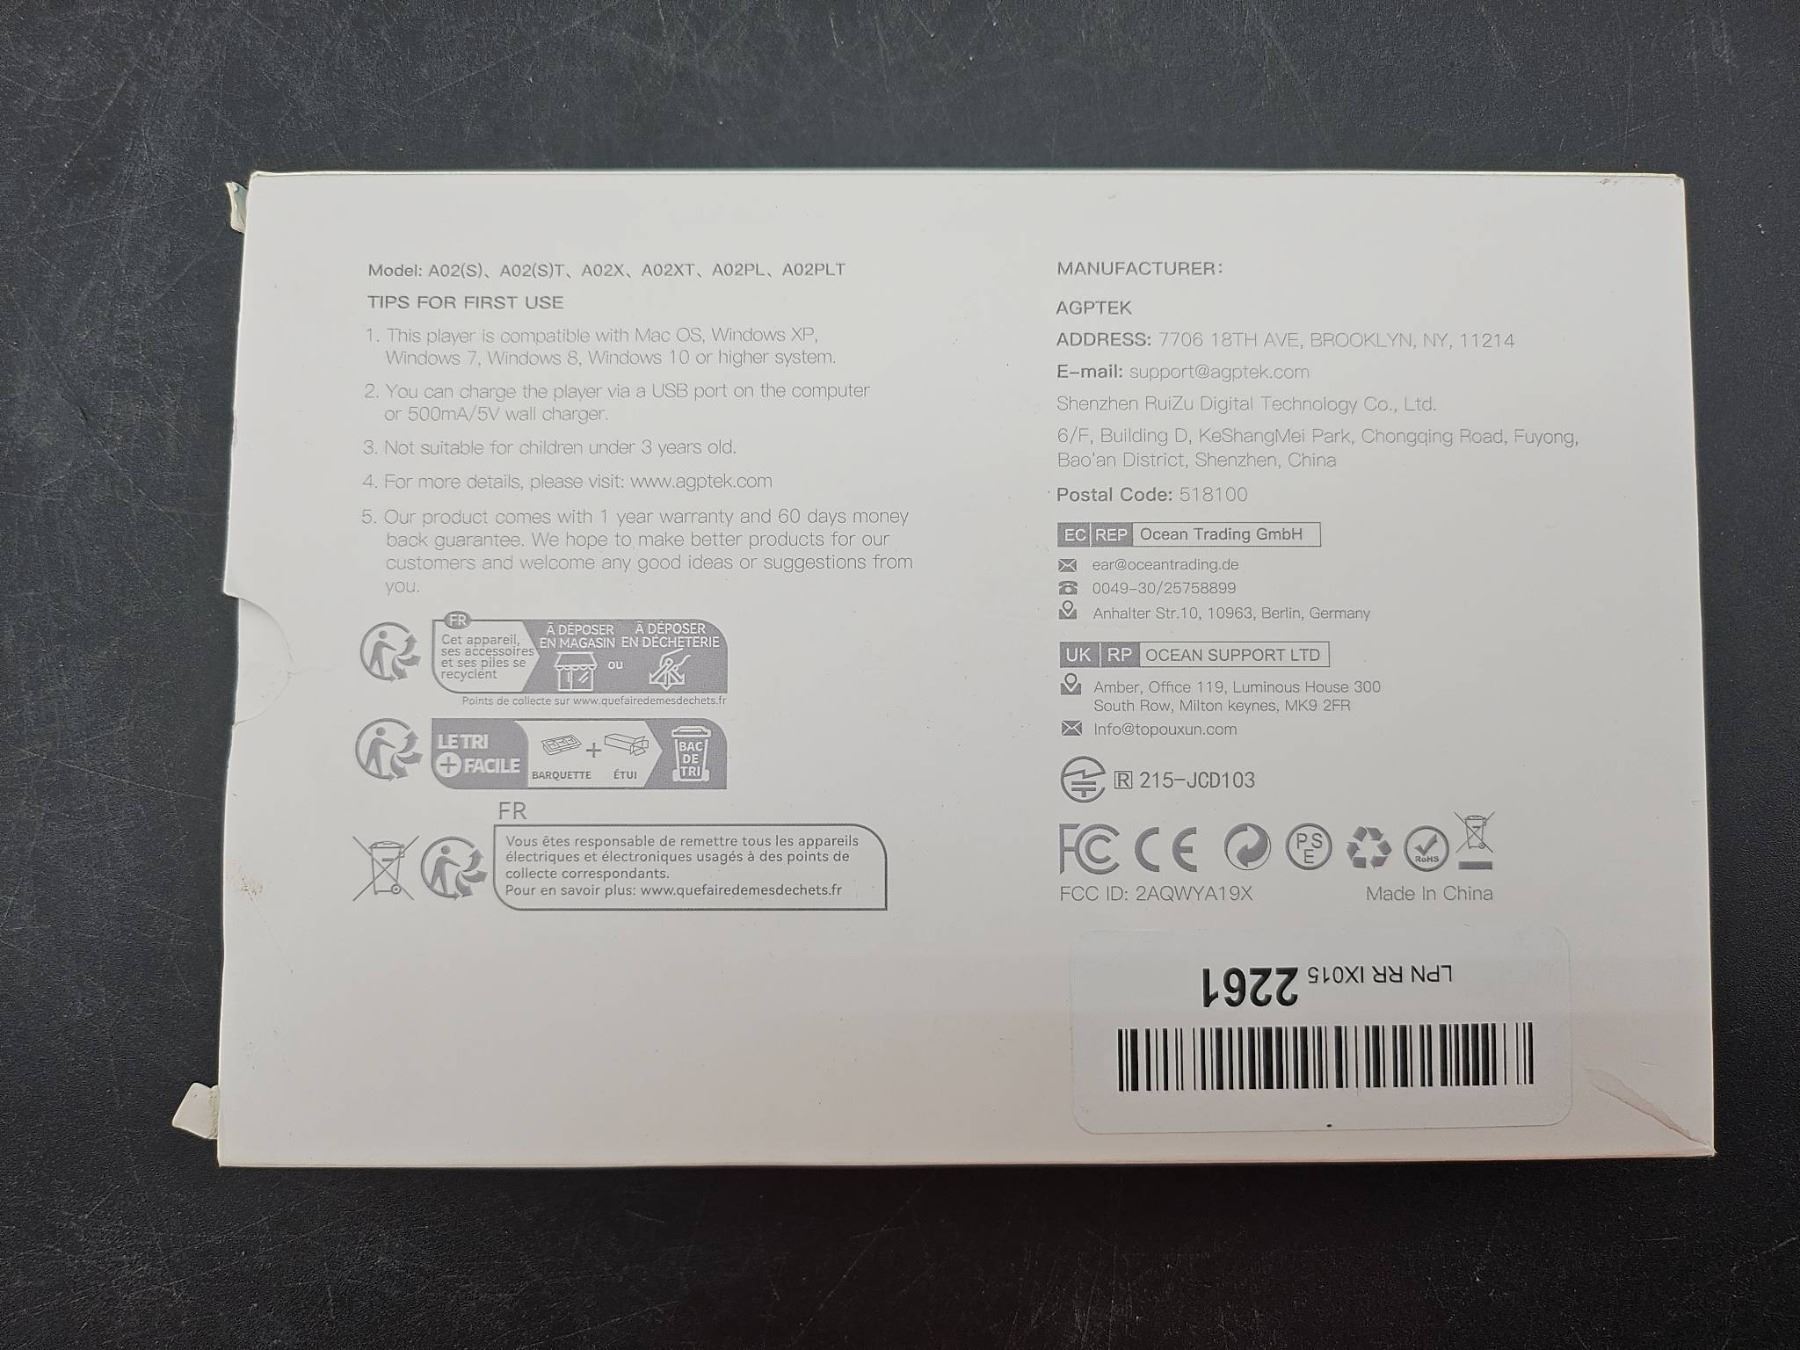 Model: A02(S)、A02(S)T、A02X、A02XT、A02PL、A02PLT
TIPS FOR FIRST USE
1. This player is compatible with Mac OS, Windows XP,
Windows 7, Windows 8, Windows 10 or higher system.
2. You can charge the player via a USB port on the computer
or 500mA/5V wall charger.
3. Not suitable for children under 3 years old.
4. For more details, please visit: www.agptek.com
5. Our product comes with 1 year warranty and 60 days money
back guarantee. We hope to make better products for our
customers and welcome any good ideas or suggestions from
you.
FR
Cet appareil,
ses accessoires
et ses piles se
recyclent
À DÉPOSER
EN MAGASIN
ou
À DÉPOSER
EN DÉCHÈTERIE
Points de collecte sur www.quefairedemesdechets.fr
LE TRI
+ FACILE
BARQUETTE
+
ÉTUI
BAC
DE
TRI
FR
Vous êtes responsable de remettre tous les appareils
électriques et électroniques usagés à des points de
collecte correspondants.
Pour en savoir plus: www.quefairedemesdechets.fr
MANUFACTURER:
AGPTEK
ADDRESS: 7706 18TH AVE, BROOKLYN, NY, 11214
E-mail: support@agptek.com
Shenzhen RuiZu Digital Technology Co., Ltd.
6/F, Building D, KeShangMei Park, Chongqing Road, Fuyong,
Bao'an District, Shenzhen, China
Postal Code: 518100
EC REP Ocean Trading GmbH
ear@oceantrading.de
0049-30/25758899
Anhalter Str.10, 10963, Berlin, Germany
UK RP OCEAN SUPPORT LTD
Amber, Office 119, Luminous House 300
South Row, Milton keynes, MK9 2FR
Info@topouxun.com
R 215-JCD103
FC CE PSE RoHS
FCC ID: 2AQWYA19X Made In China
LPN RR IX015 2261